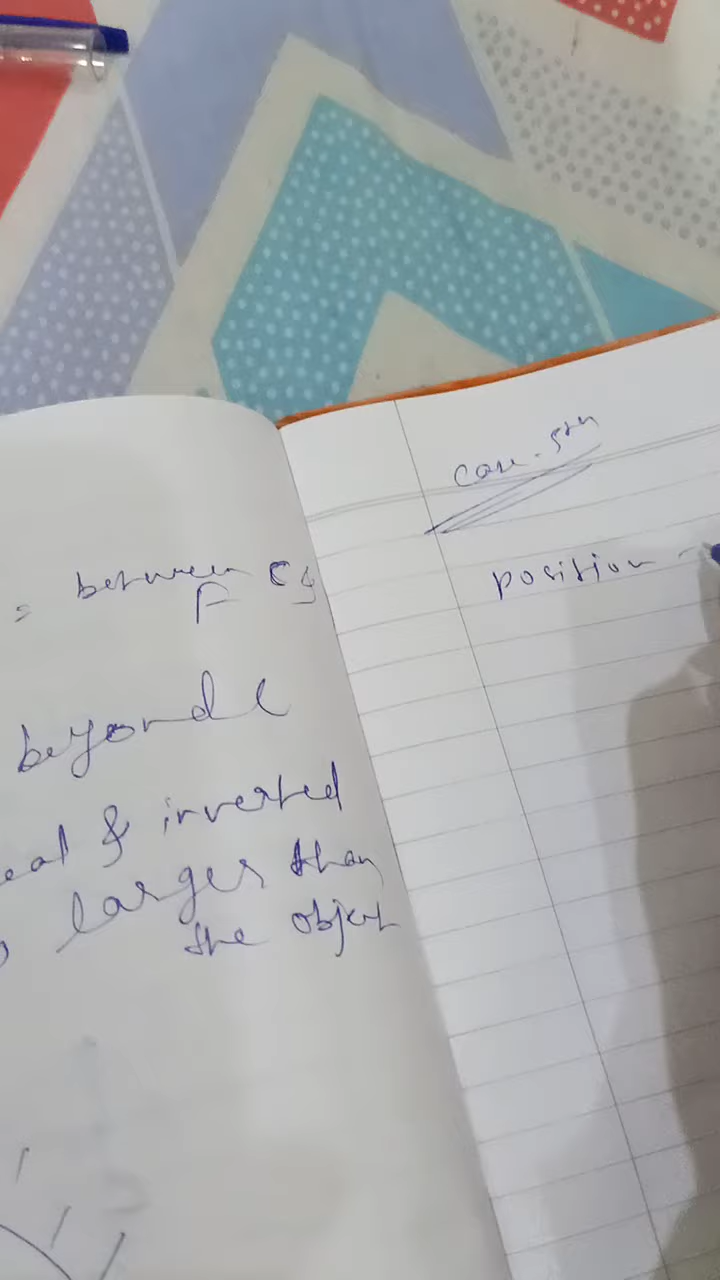 = between C &
F
beyond C
eal & inverted
larger than
the object
Case. 5th
position -